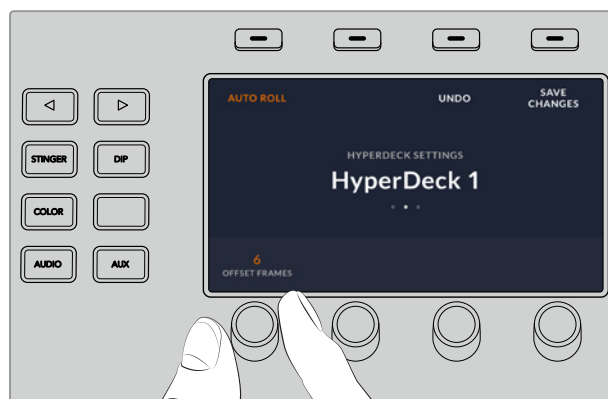 AUTO ROLL
UNDO
SAVE
CHANGES
STINGER
DIP
HYPERDECK SETTINGS
HyperDeck 1
COLOR
AUDIO
AUX
6
OFFSET FRAMES